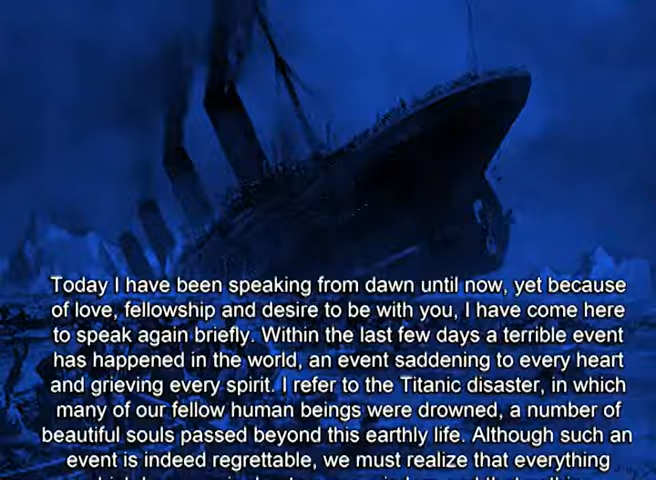 Today I have been speaking from dawn until now, yet because
of love, fellowship and desire to be with you, I have come here
to speak again briefly. Within the last few days a terrible event
has happened in the world, an event saddening to every heart
and grieving every spirit. I refer to the Titanic disaster, in which
many of our fellow human beings were drowned, a number of
beautiful souls passed beyond this earthly life. Although such an
event is indeed regrettable, we must realize that everything